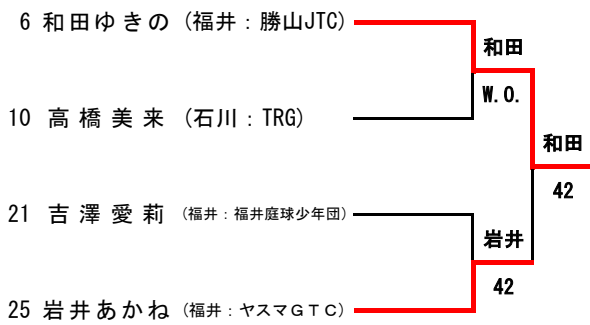 6 和田ゆきの (福井：勝山JTC)
和田
W.O.
10 高橋美来 (石川：TRG)
和田
42
21 吉澤愛莉 (福井：福井庭球少年団)
岩井
42
25 岩井あかね (福井：ヤスマGTC)